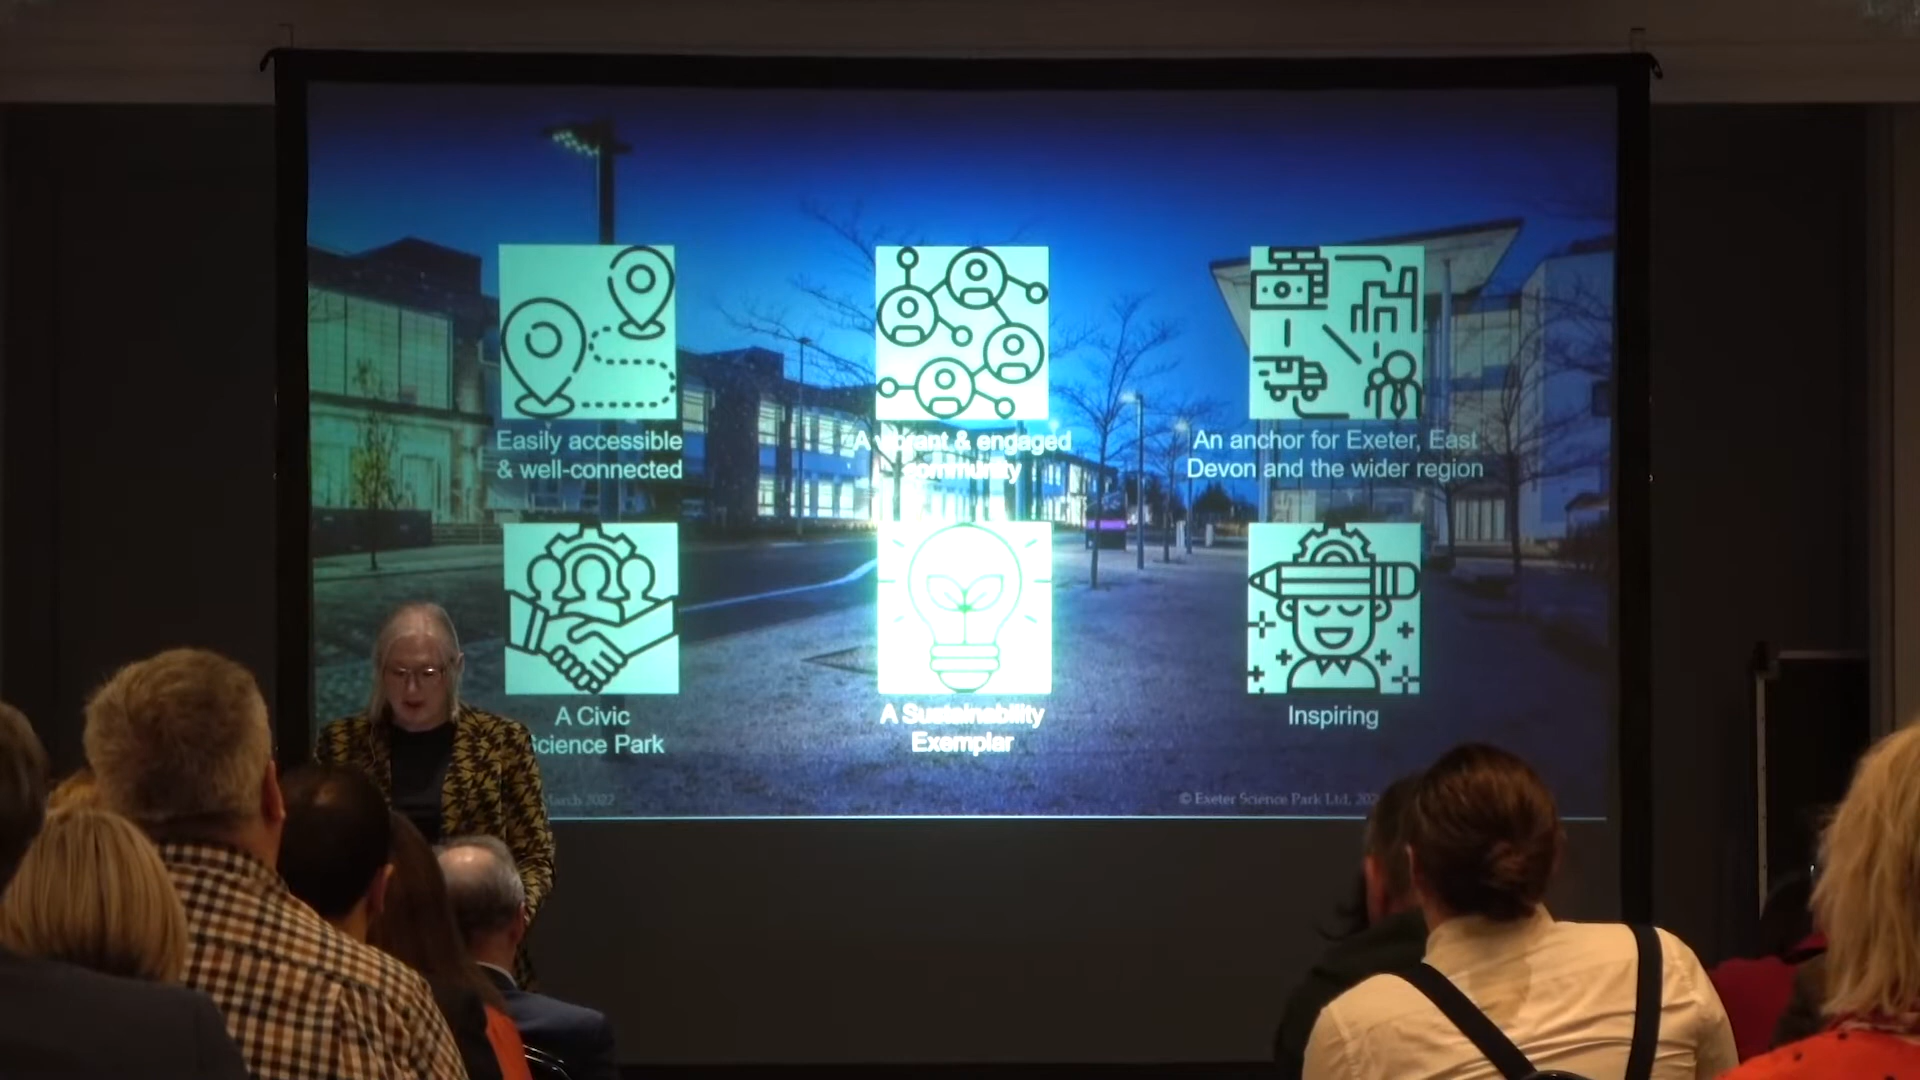 Easily accessible
& well-connected
A vibrant & engaged
community
An anchor for Exeter, East
Devon and the wider region
A Civic
Science Park
A Sustainability
Exemplar
Inspiring
March 2022
© Exeter Science Park Ltd, 202